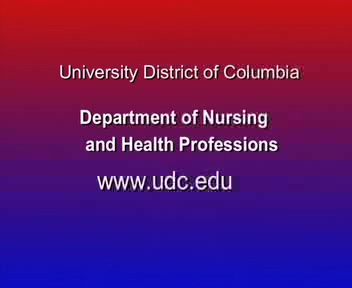 University District of Columbia
Department of Nursing
and Health Professions
www.udc.edu